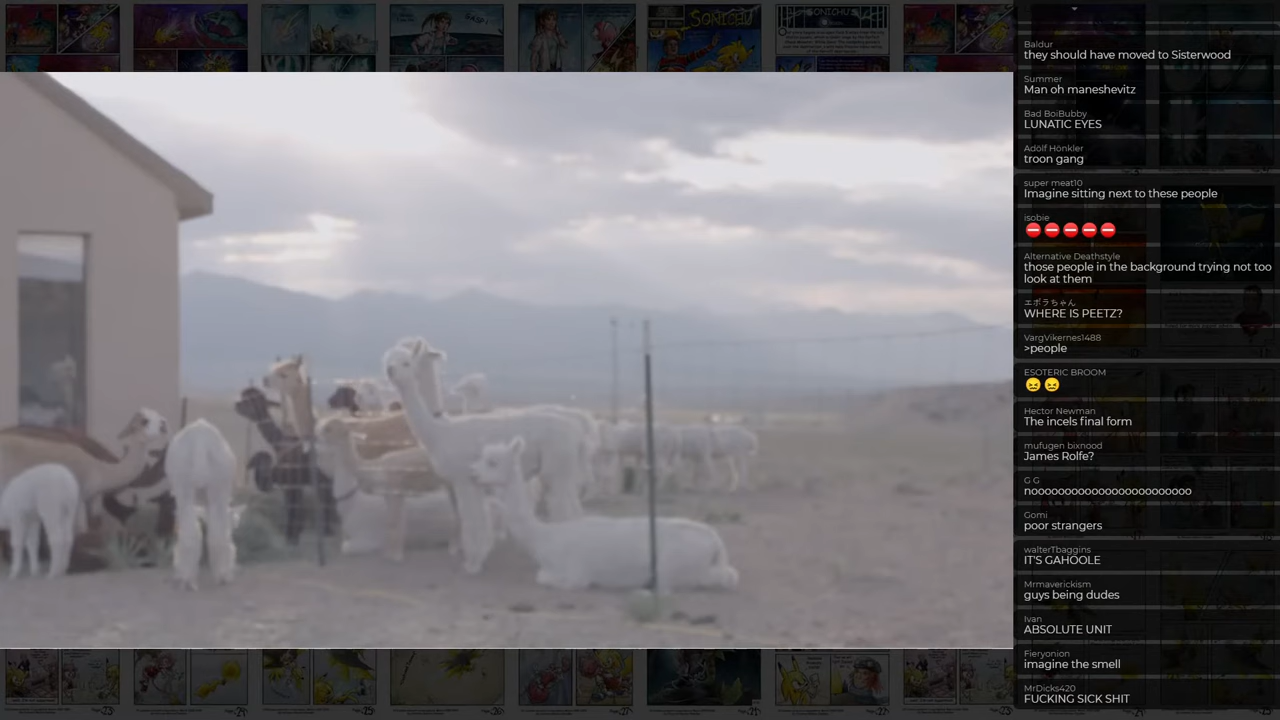 SONICHU
SONICHU'S
Baldur
they should have moved to Sisterwood
Summer
Man oh maneshevitz
Bad BoiBubby
LUNATIC EYES
Adolf Honkler
troon gang
super meat10
Imagine sitting next to these people
isobie
⛔⛔⛔⛔⛔
Alternative Deathstyle
those people in the background trying not too
look at them
エボラちゃん
WHERE IS PEETZ?
VargVikernes1488
>people
ESOTERIC BROOM
😖😖
Hector Newman
The incels final form
mufugen bixnood
James Rolfe?
G G
nooooooooooooooooooooooooo
Gomi
poor strangers
walterTbaggins
IT'S GAHOOLE
Mrmaverickism
guys being dudes
Ivan
ABSOLUTE UNIT
Fieryonion
imagine the smell
MrDicks420
FUCKING SICK SHIT